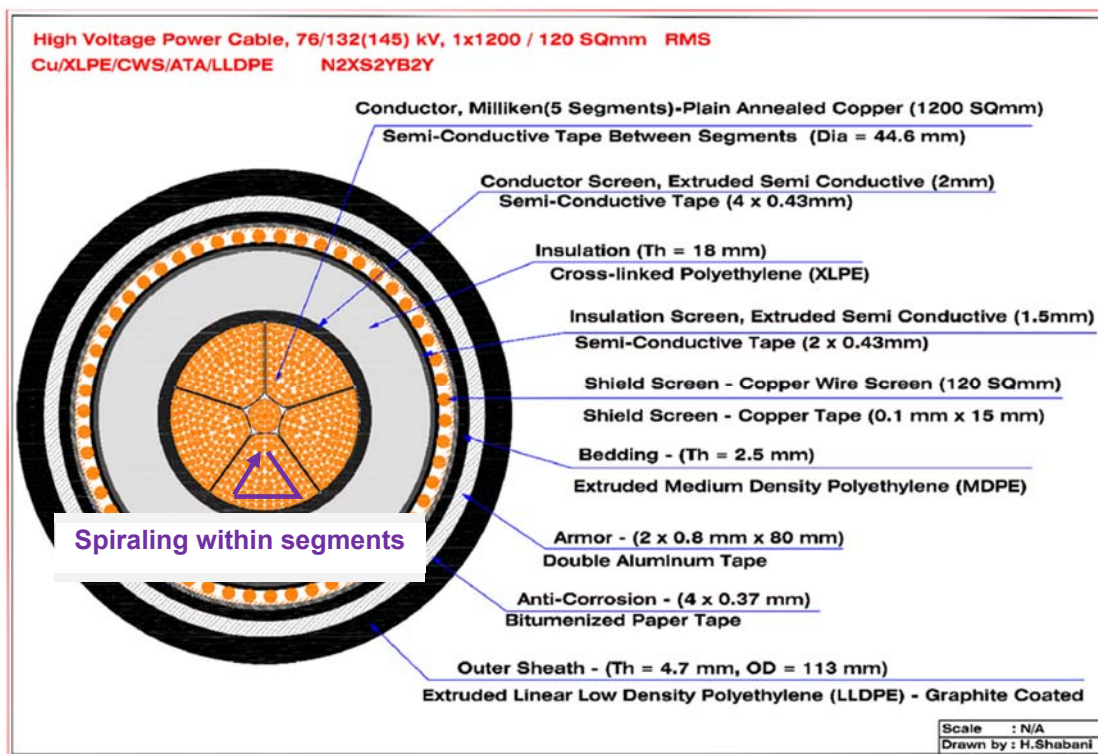 High Voltage Power Cable, 76/132(145) kV, 1x1200 / 120 SQmm RMS
Cu/XLPE/CWS/ATA/LLDPE N2XS2YB2Y
Conductor, Milliken(5 Segments)-Plain Annealed Copper (1200 SQmm)
Semi-Conductive Tape Between Segments (Dia = 44.6 mm)
Conductor Screen, Extruded Semi Conductive (2mm)
Semi-Conductive Tape (4 x 0.43mm)
Insulation (Th = 18 mm)
Cross-linked Polyethylene (XLPE)
Insulation Screen, Extruded Semi Conductive (1.5mm)
Semi-Conductive Tape (2 x 0.43mm)
Shield Screen - Copper Wire Screen (120 SQmm)
Shield Screen - Copper Tape (0.1 mm x 15 mm)
Bedding - (Th = 2.5 mm)
Extruded Medium Density Polyethylene (MDPE)
Spiraling within segments
Armor - (2 x 0.8 mm x 80 mm)
Double Aluminum Tape
Anti-Corrosion - (4 x 0.37 mm)
Bitumenized Paper Tape
Outer Sheath - (Th = 4.7 mm, OD = 113 mm)
Extruded Linear Low Density Polyethylene (LLDPE) - Graphite Coated
Scale : N/A
Drawn by : H.Shabani